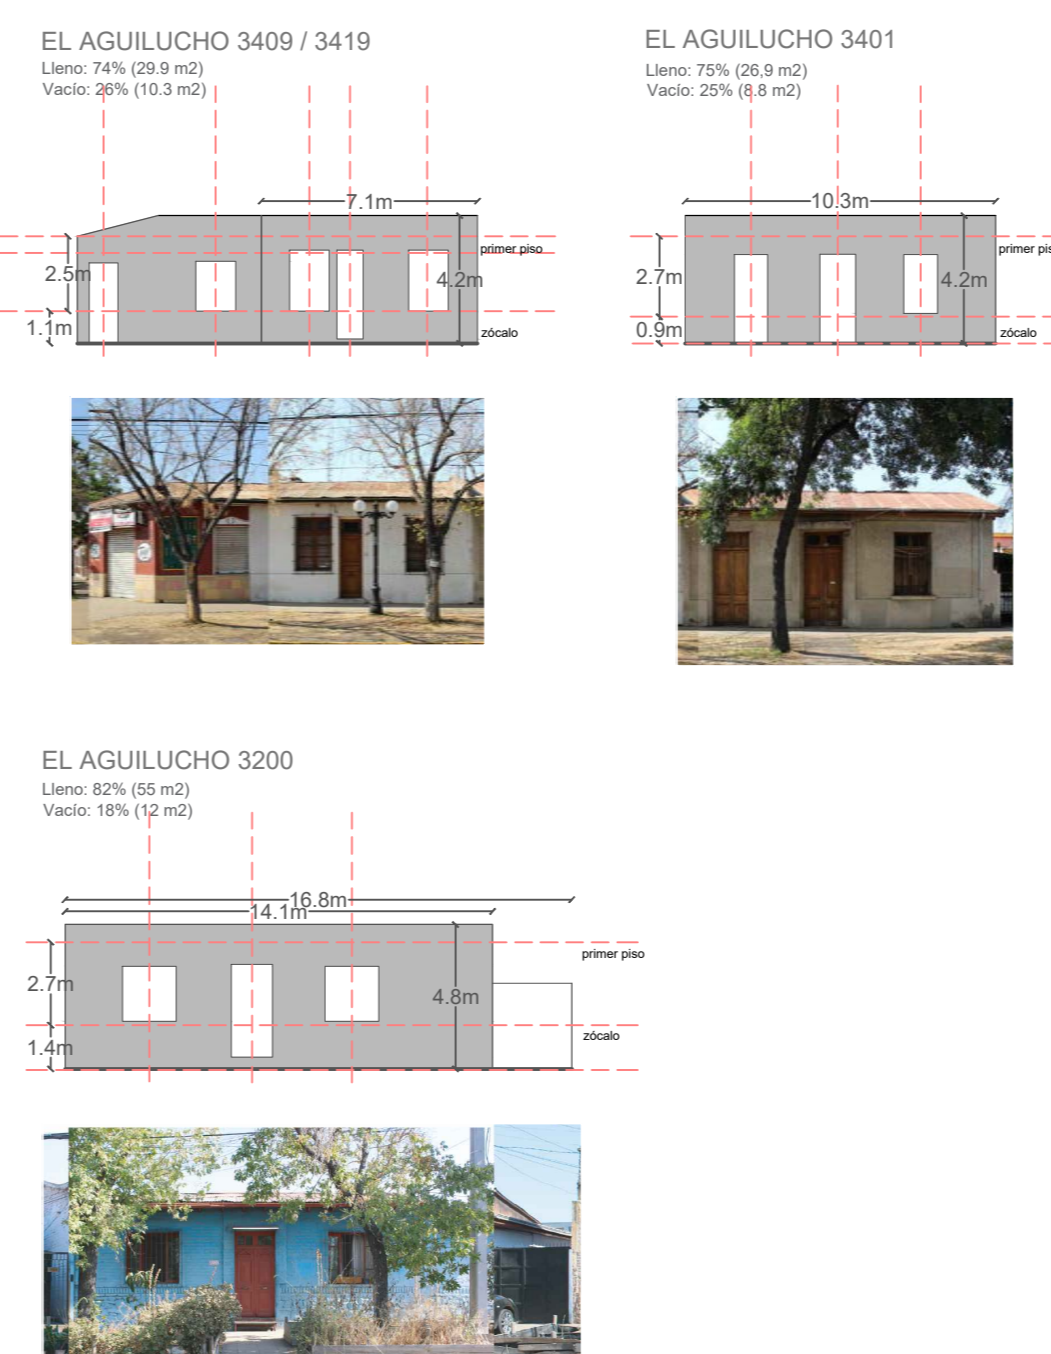 EL AGUILUCHO 3409 / 3419
Lleno: 74% (29.9 m2)
Vacío: 26% (10.3 m2)
7.1m
primer piso
2.5m
4.2m
1.1m
zócalo
EL AGUILUCHO 3401
Lleno: 75% (26,9 m2)
Vacío: 25% (8.8 m2)
10.3m
primer pis
2.7m
4.2m
0.9m
zócalo
EL AGUILUCHO 3200
Lleno: 82% (55 m2)
Vacío: 18% (12 m2)
16.8m
14.1m
primer piso
2.7m
4.8m
zócalo
1.4m